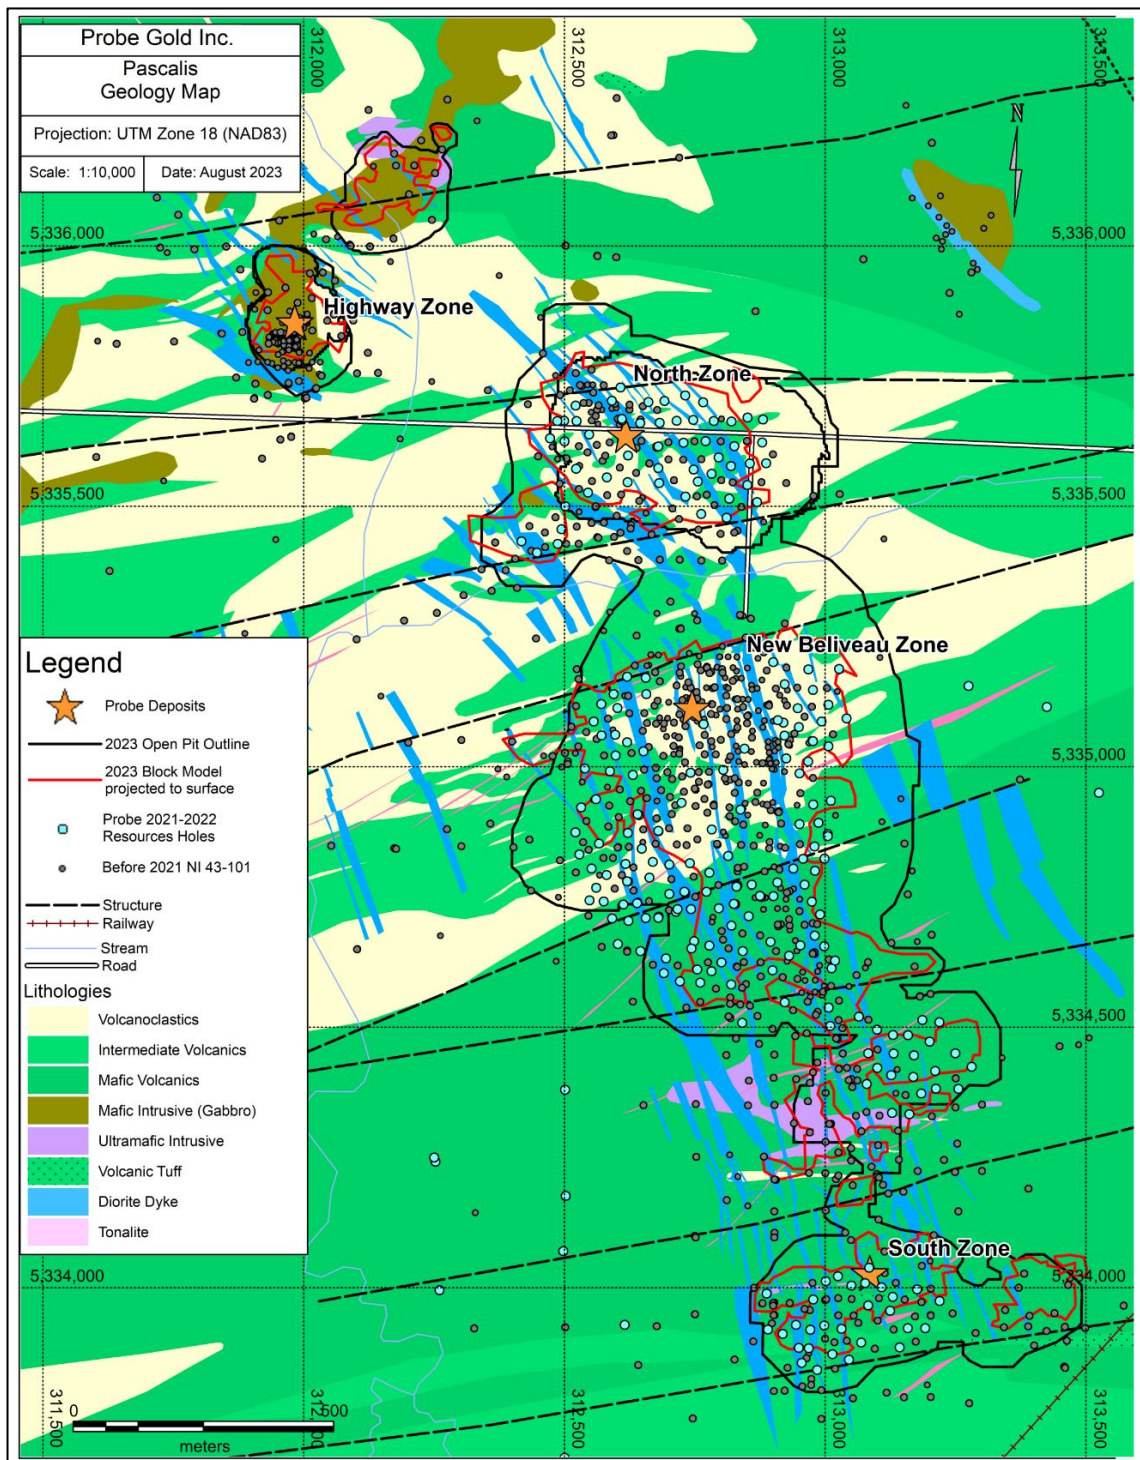 Probe Gold Inc.
Pascalis
Geology Map
Projection: UTM Zone 18 (NAD83)
Scale: 1:10,000
Date: August 2023
312,000
312,500
313,000
313,500
N
5,336,000
5,336,000
Highway Zone
North Zone
5,335,500
5,335,500
New Beliveau Zone
5,335,000
5,334,500
South Zone
5,334,000
5,334,000
Legend
Probe Deposits
2023 Open Pit Outline
2023 Block Model
projected to surface
Probe 2021-2022
Resources Holes
Before 2021 NI 43-101
Structure
Railway
Stream
Road
Lithologies
Volcanoclastics
Intermediate Volcanics
Mafic Volcanics
Mafic Intrusive (Gabbro)
Ultramafic Intrusive
Volcanic Tuff
Diorite Dyke
Tonalite
0
500
meters
311,500
312,500
313,000
313,500